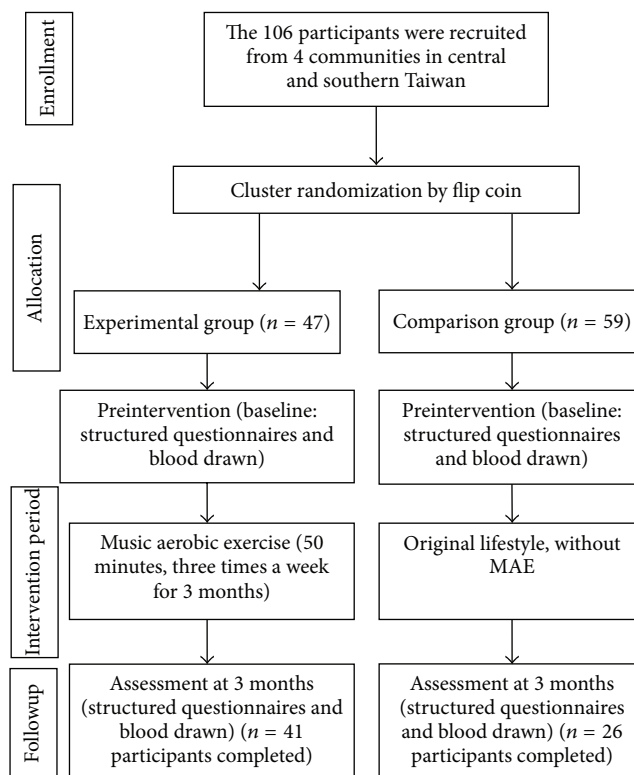 Enrollment
The 106 participants were recruited
from 4 communities in central
and southern Taiwan
Allocation
Cluster randomization by flip coin
Experimental group (n = 47)
Comparison group (n = 59)
Preintervention (baseline:
structured questionnaires and
blood drawn)
Preintervention (baseline:
structured questionnaires
and blood drawn)
Intervention period
Music aerobic exercise (50
minutes, three times a week
for 3 months)
Original lifestyle, without
MAE
Followup
Assessment at 3 months
(structured questionnaires and
blood drawn) (n = 41
participants completed)
Assessment at 3 months
(structured questionnaires
and blood drawn) (n = 26
participants completed)